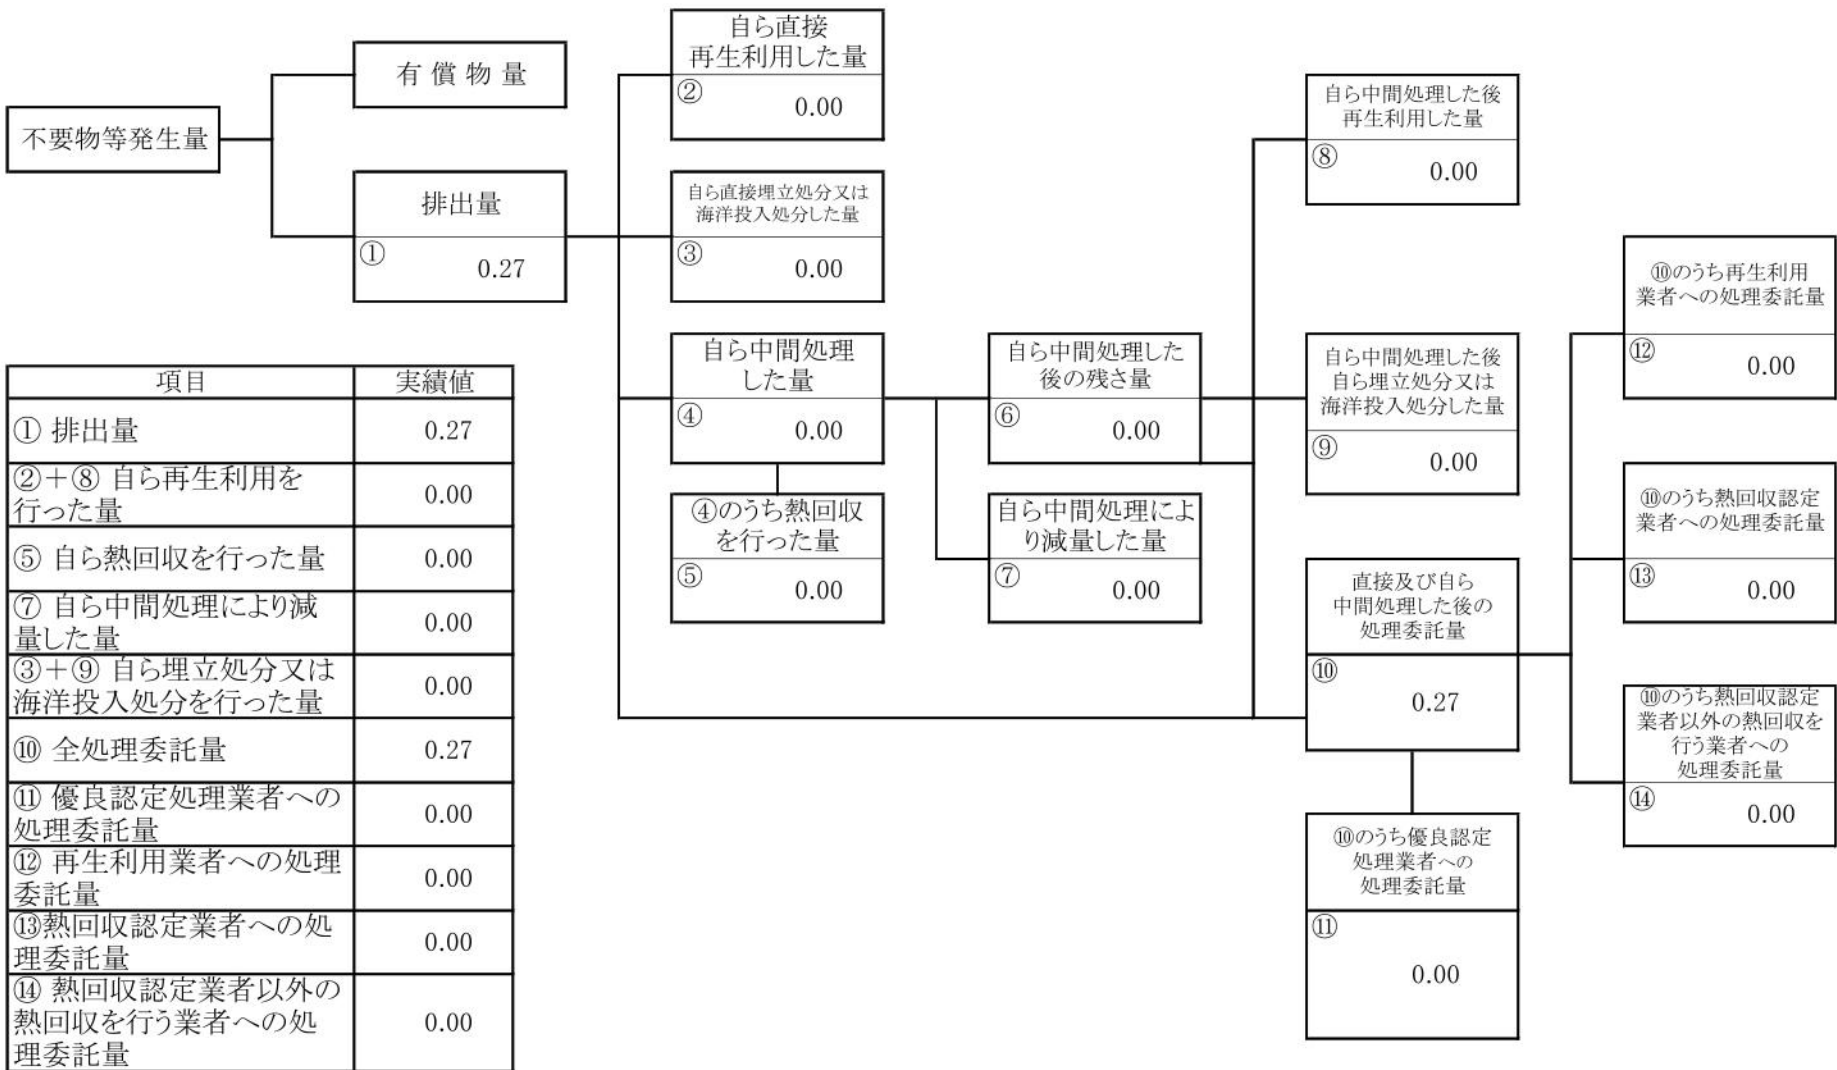 不要物等発生量
有 償 物 量
排出量
①
0.27
自ら直接
再生利用した量
②
0.00
自ら直接埋立処分又は
海洋投入処分した量
③
0.00
自ら中間処理
した量
④
0.00
④のうち熱回収
を行った量
⑤
0.00
自ら中間処理した
後の残さ量
⑥
0.00
自ら中間処理によ
り減量した量
⑦
0.00
自ら中間処理した後
再生利用した量
⑧
0.00
自ら中間処理した後
自ら埋立処分又は
海洋投入処分した量
⑨
0.00
直接及び自ら
中間処理した後の
処理委託量
⑩
0.27
⑩のうち優良認定
処理業者への
処理委託量
⑪
0.00
⑩のうち再生利用
業者への処理委託量
⑫
0.00
⑩のうち熱回収認定
業者への処理委託量
⑬
0.00
⑩のうち熱回収認定
業者以外の熱回収を
行う業者への
処理委託量
⑭
0.00
項目 実績値
① 排出量 0.27
②+⑧ 自ら再生利用を
行った量 0.00
⑤ 自ら熱回収を行った量 0.00
⑦ 自ら中間処理により減
量した量 0.00
③+⑨ 自ら埋立処分又は
海洋投入処分を行った量 0.00
⑩ 全処理委託量 0.27
⑪ 優良認定処理業者への
処理委託量 0.00
⑫ 再生利用業者への処理
委託量 0.00
⑬熱回収認定業者への処
理委託量 0.00
⑭ 熱回収認定業者以外の
熱回収を行う業者への処 0.00
理委託量